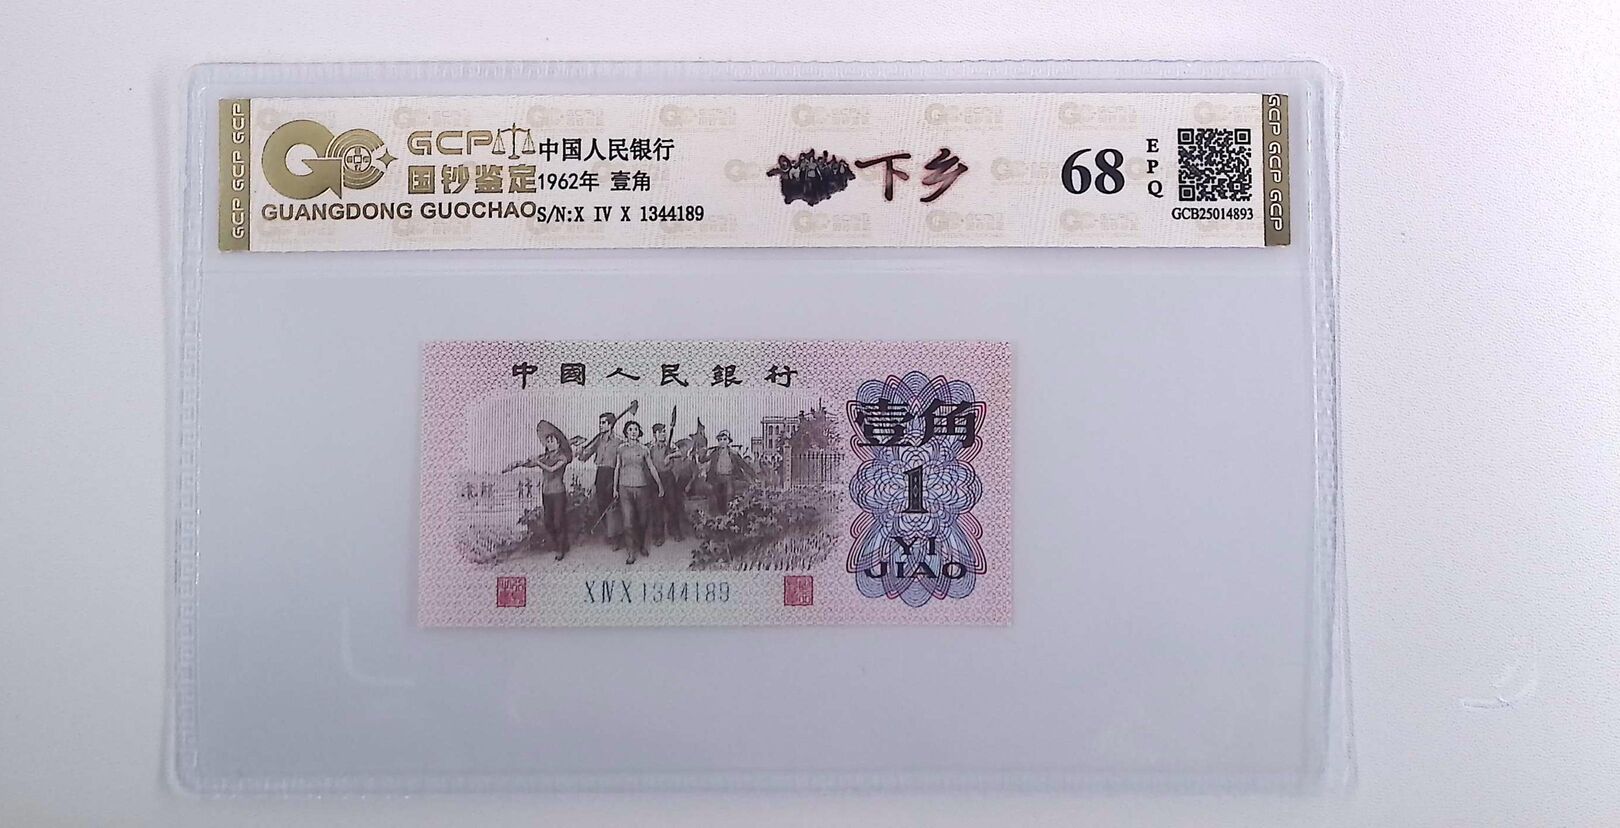 GCP GCP GCP
GCP
国钞鉴定
GUANGDONG GUOCHAO
中国人民银行
1962年 壹角
S/N:X IV X 1344189
下乡
68
EPQ
GCB25014893
GCP GCP GCP
中國人民銀行
壹角
1
YI
JIAO
X IV X 1344189